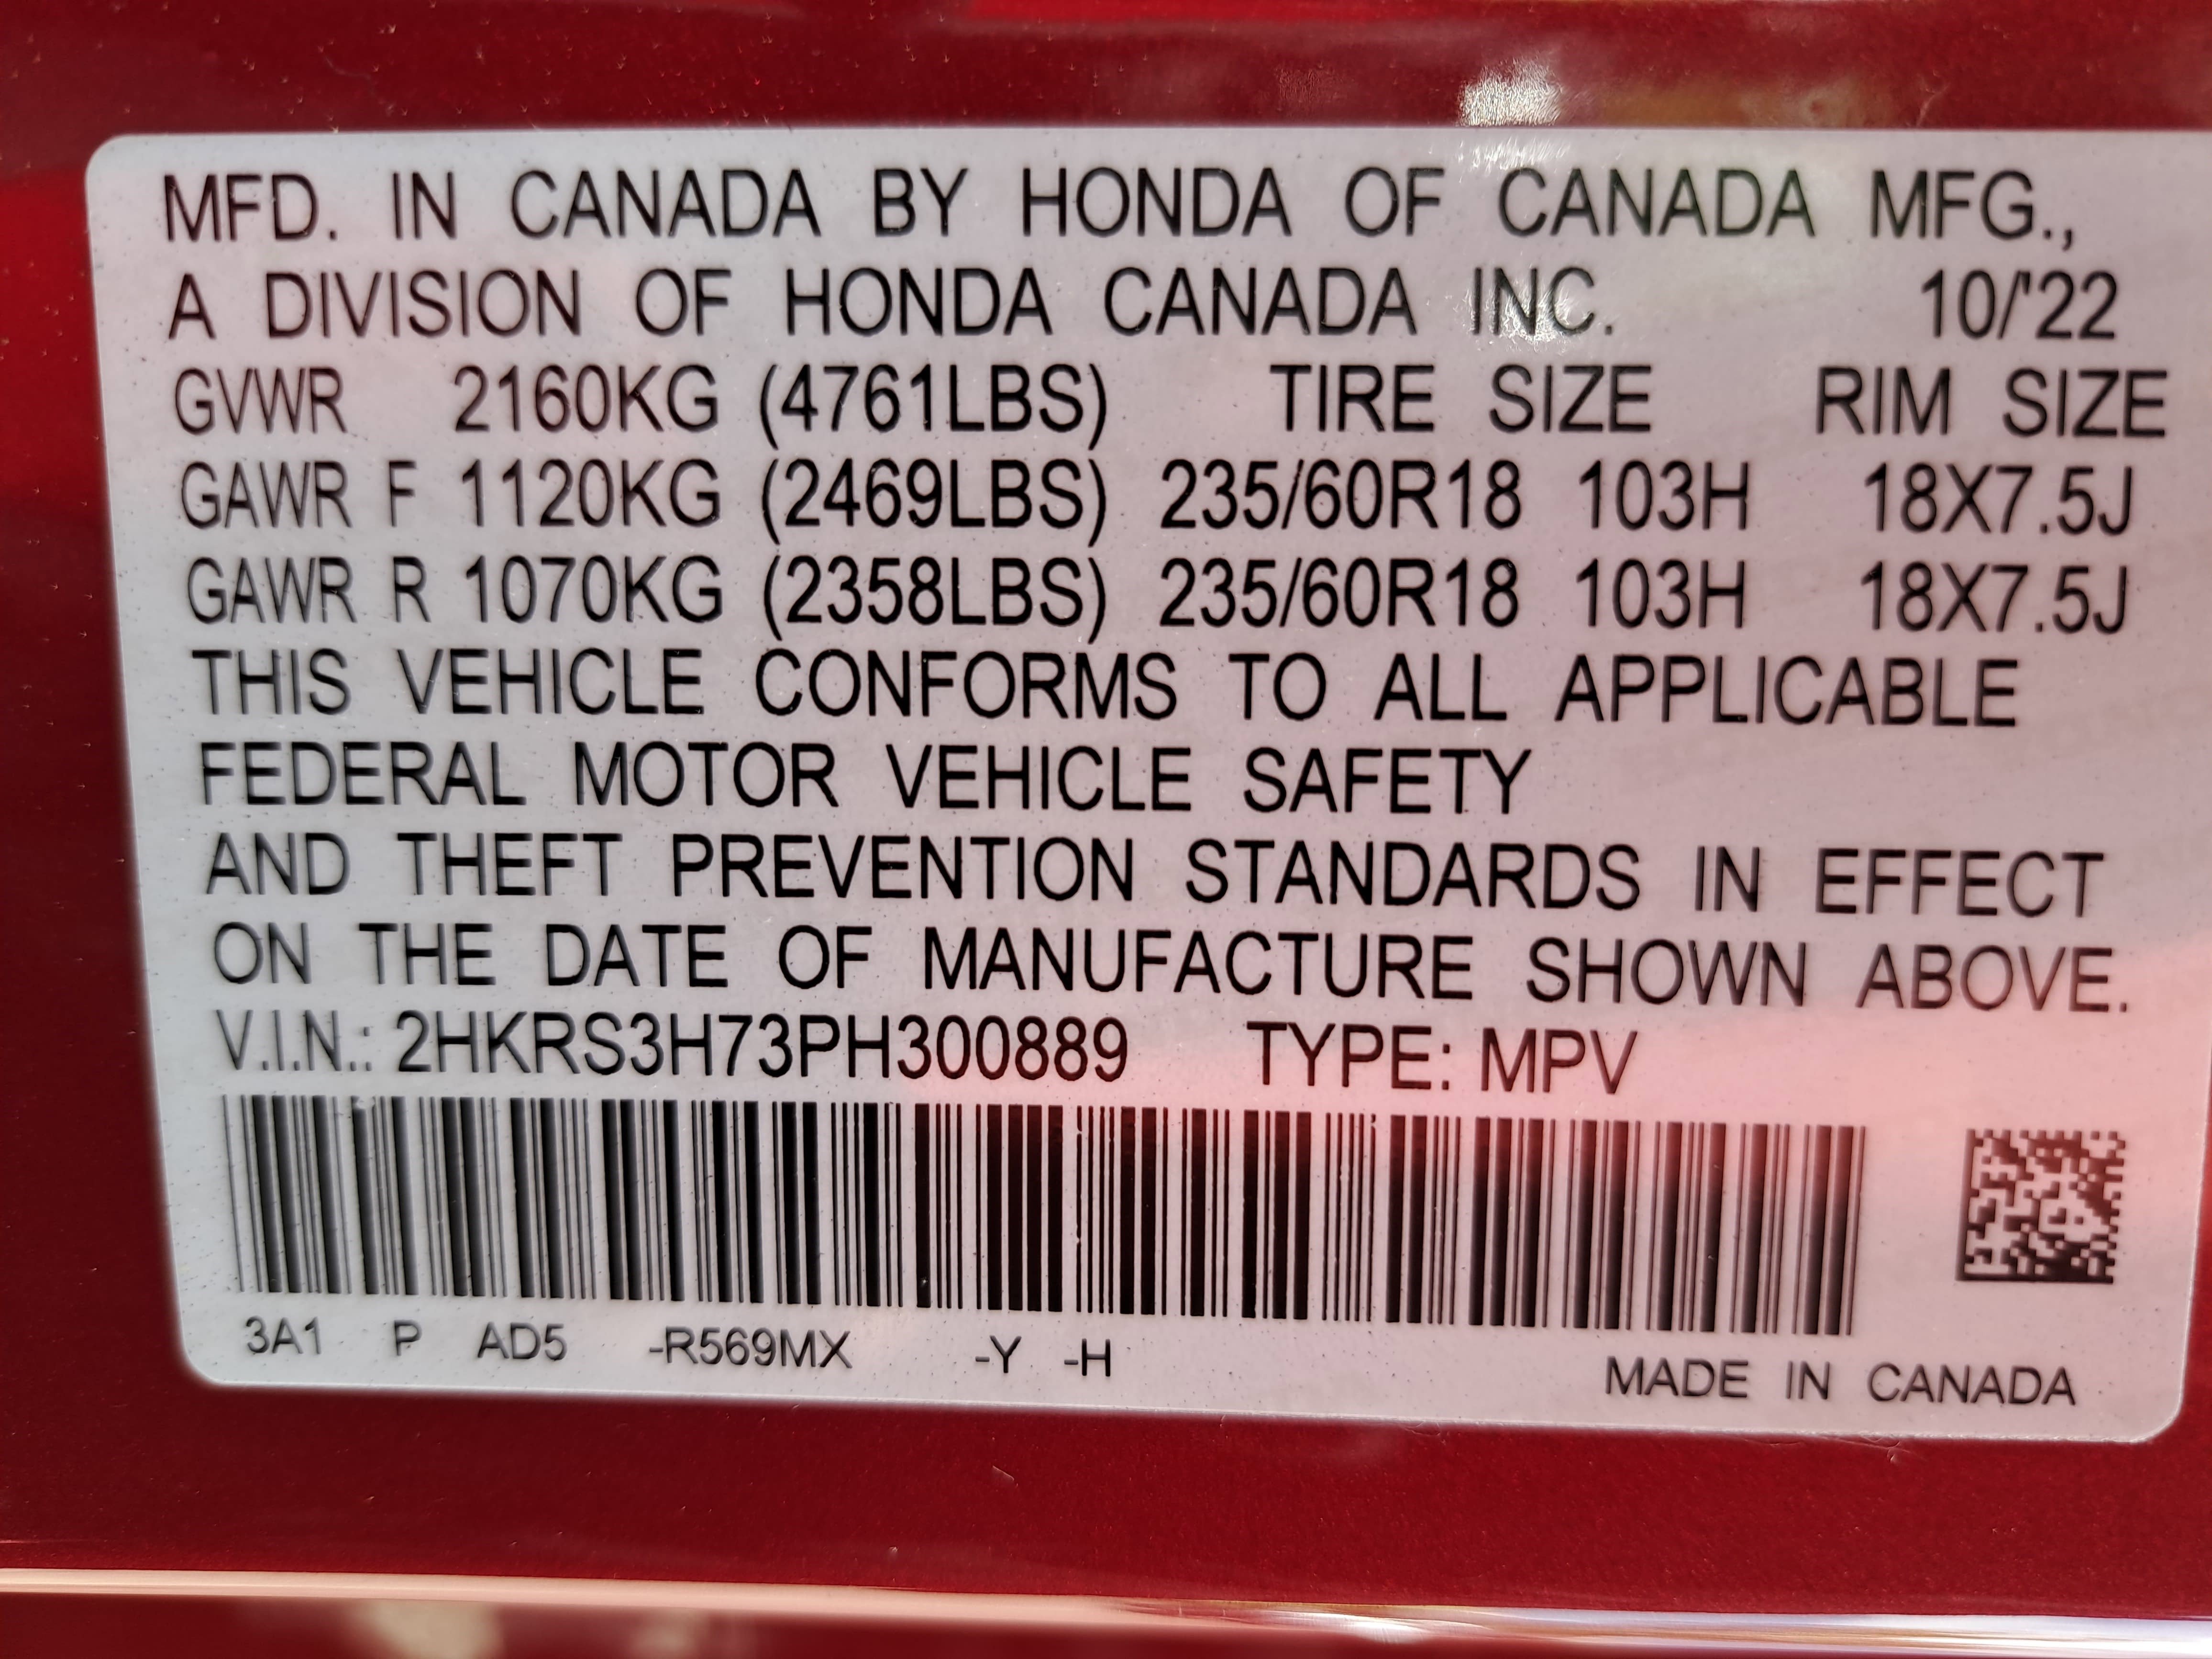 MFD. IN CANADA BY HONDA OF CANADA MFG.,
A DIVISION OF HONDA CANADA INC. 10/'22
GVWR 2160KG (4761LBS) TIRE SIZE RIM SIZE
GAWR F 1120KG (2469LBS) 235/60R18 103H 18X7.5J
GAWR R 1070KG (2358LBS) 235/60R18 103H 18X7.5J
THIS VEHICLE CONFORMS TO ALL APPLICABLE
FEDERAL MOTOR VEHICLE SAFETY
AND THEFT PREVENTION STANDARDS IN EFFECT
ON THE DATE OF MANUFACTURE SHOWN ABOVE.
V.I.N.: 2HKRS3H73PH300889 TYPE: MPV
3A1 P AD5 -R569MX -Y -H
MADE IN CANADA